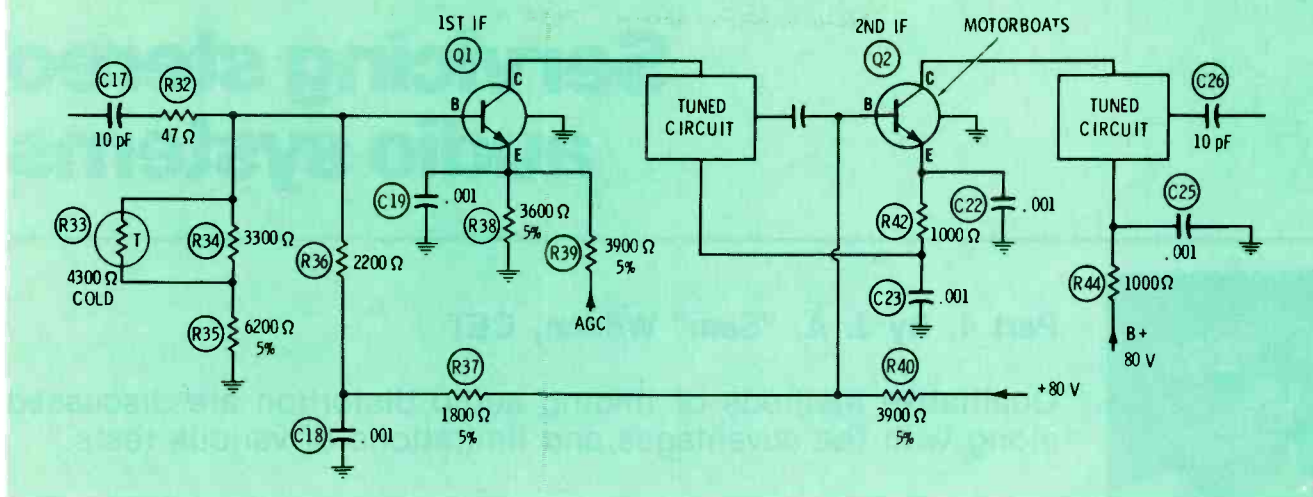 1ST IF
2ND IF
MOTORBOATS
Q1
Q2
C17
R32
C26
10 pF
47 Ω
B
C
E
TUNED
CIRCUIT
B
C
E
TUNED
CIRCUIT
10 pF
C19
.001
R38
3600 Ω
5%
R39
3900 Ω
5%
AGC
R42
1000 Ω
C22
.001
C23
.001
C25
.001
R44
1000 Ω
B+
80 V
R33
T
4300 Ω
COLD
R34
3300 Ω
R36
2200 Ω
R35
6200 Ω
5%
C18
.001
R37
1800 Ω
5%
R40
3900 Ω
5%
+80 V